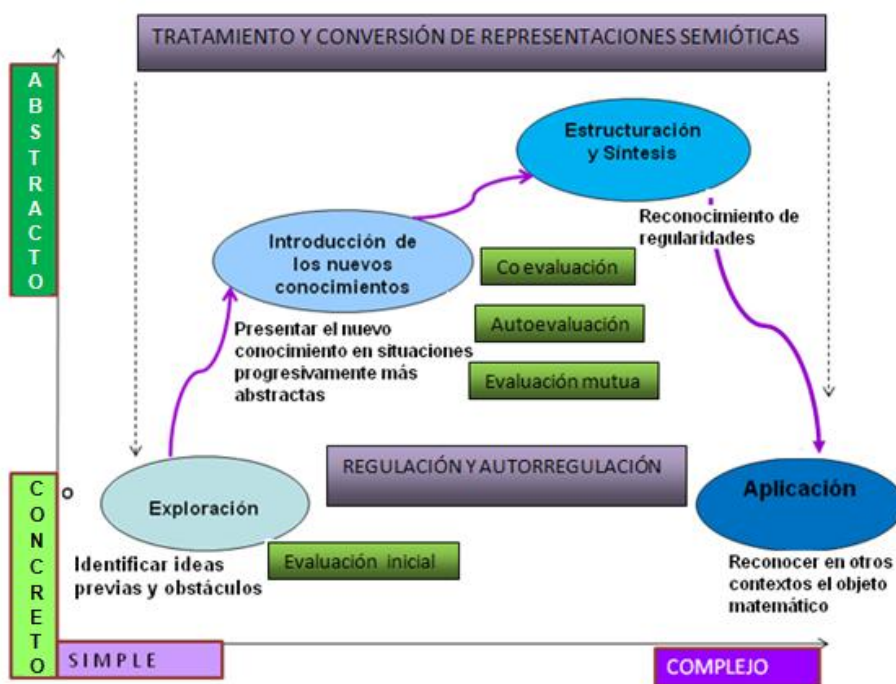 TRATAMIENTO Y CONVERSIÓN DE REPRESENTACIONES SEMIÓTICAS
ABSTRACTO
Estructuración
y Síntesis
Reconocimiento de
regularidades
Introducción de
los nuevos
conocimientos
Presentar el nuevo
conocimiento en situaciones
progresivamente más
abstractas
Co evaluación
Autoevaluación
Evaluación mutua
REGULACIÓN Y AUTORREGULACIÓN
CONCRETO
o
Exploración
Identificar ideas
previas y obstáculos
Evaluación inicial
Aplicación
Reconocer en otros
contextos el objeto
matemático
SIMPLE
COMPLEJO